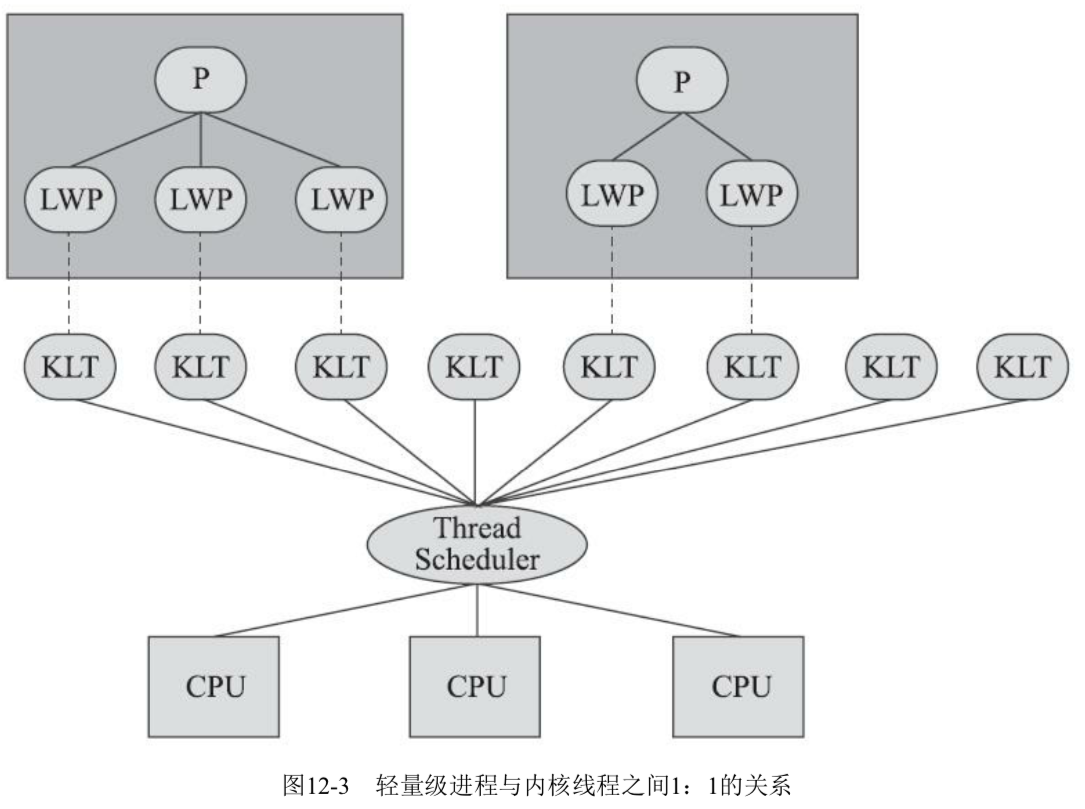 P
P
LWP
LWP
LWP
LWP
LWP
KLT
KLT
KLT
KLT
KLT
KLT
KLT
KLT
Thread
Scheduler
CPU
CPU
CPU
图12-3 轻量级进程与内核线程之间1：1的关系